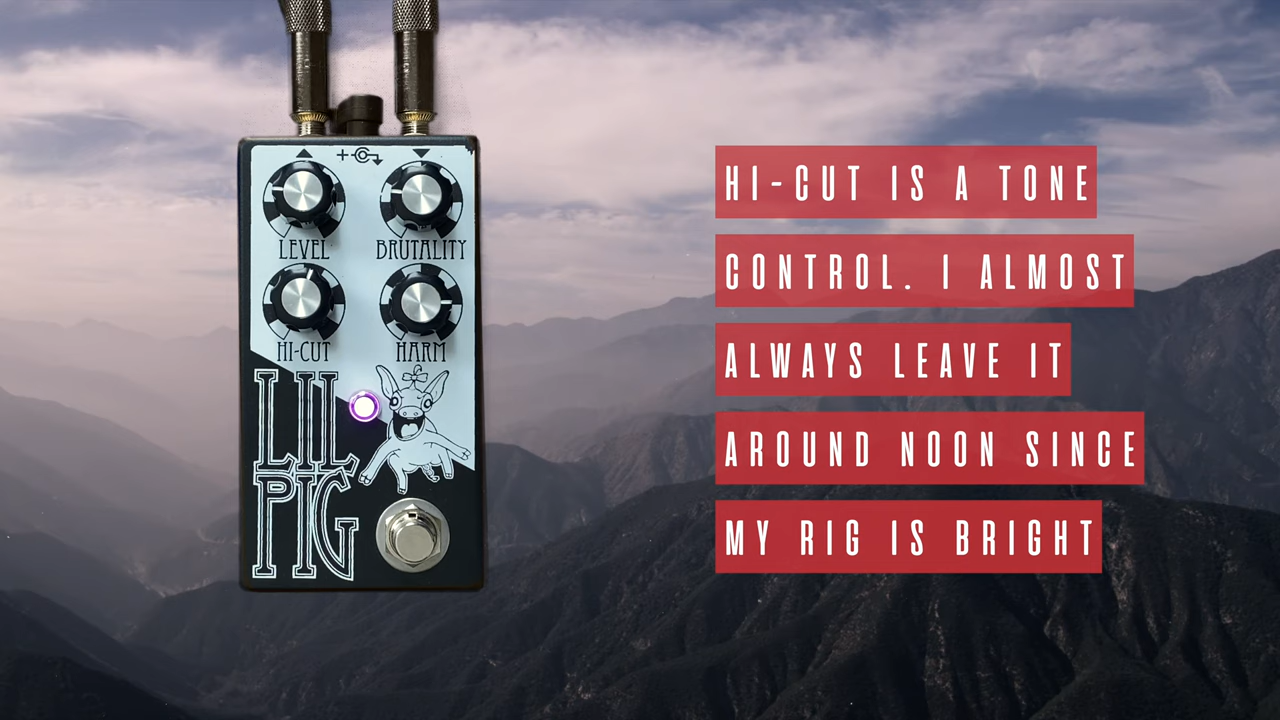 LEVEL BRUTALITY
HI-CUT HARM
LIL
PIG
HI-CUT IS A TONE
CONTROL. I ALMOST
ALWAYS LEAVE IT
AROUND NOON SINCE
MY RIG IS BRIGHT